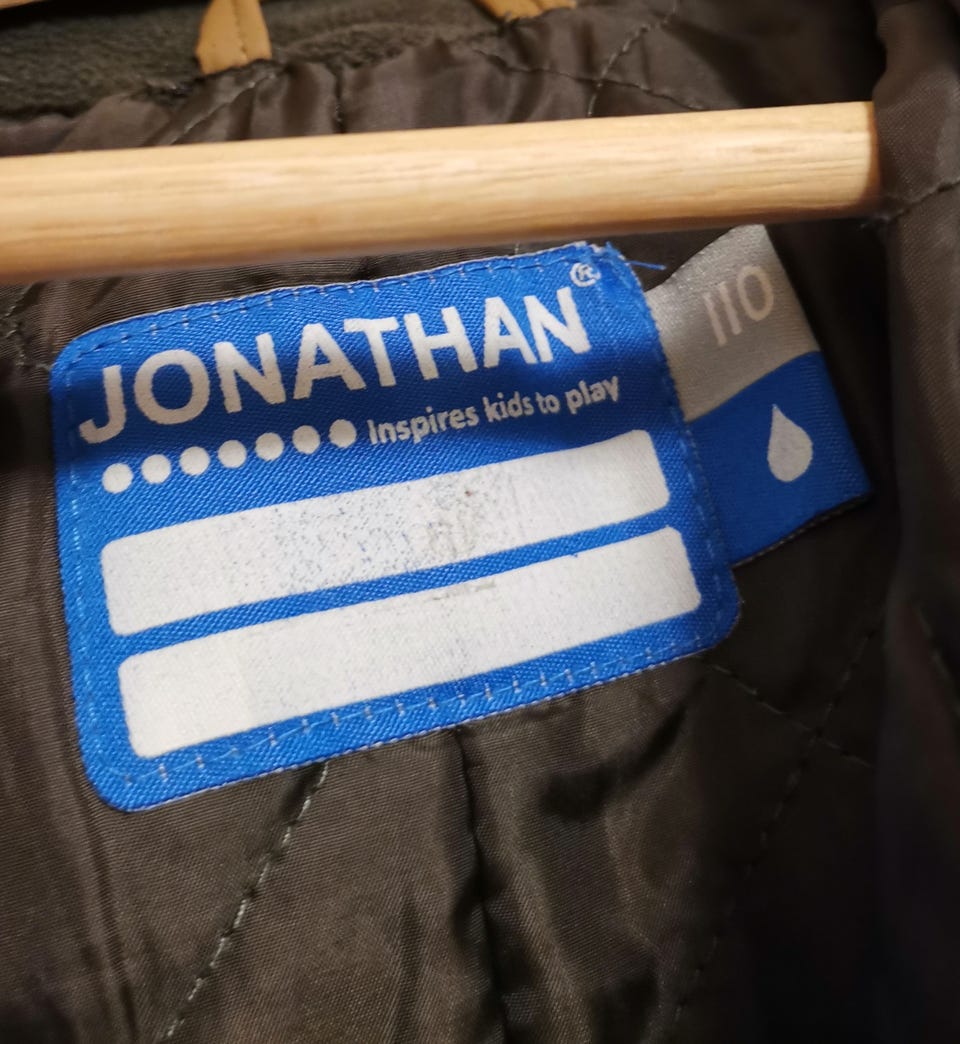 JONATHAN®
Inspires kids to play
110